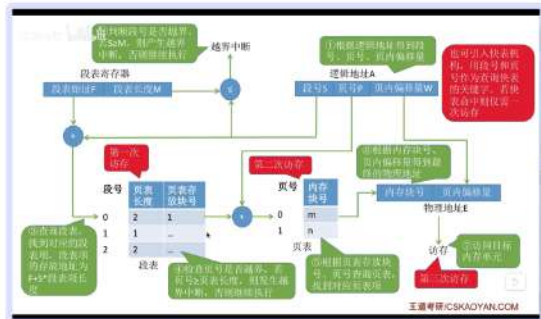 ②判断段号是否越界。
若S≥M，则产生越界
中断，否则继续执行
越界中断
①根据逻辑地址得到段
号、页号、页内偏移量
也可引入快表机
构，用段号和页
号作为查询快表
的关键字。若快
表命中则仅需一
次访存
段表寄存器
段表始址F 段表长度M
逻辑地址A
段号S 页号P 页内偏移量W
第一次
访存
第二次访存
段号
页表
长度
页表存
放块号
页号
内存
块号
0 2 1
1 1 ...
2 2 ...
段表
0 m
1 n
页表
⑥根据内存块号、
页内偏移量得到最
终的物理地址
内存块号 页内偏移量
物理地址E
③查询段表，
找到对应的段
表项，段表项
的存放地址为
F+S*段表项长
度
④检查页号是否越界，若
页号≥页表长度，则发生越
界中断，否则继续执行
⑤根据页表存放块
号、页号查询页表，
找到对应页表项
访存
⑦访问目标
内存单元
第三次访存
王道考研/CSKAOYAN.COM